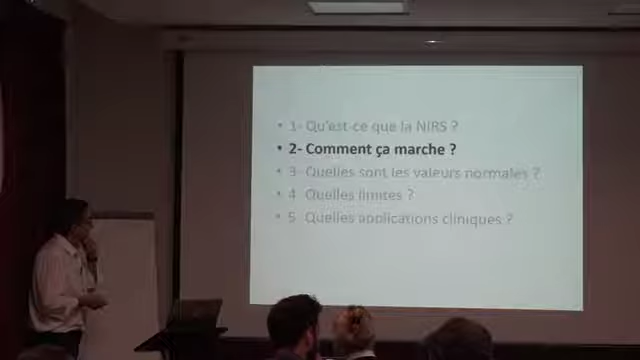 • 1- Qu'est-ce que la NIRS ?
• 2- Comment ça marche ?
• 3- Quelles sont les valeurs normales ?
• 4- Quelles limites ?
• 5- Quelles applications cliniques ?